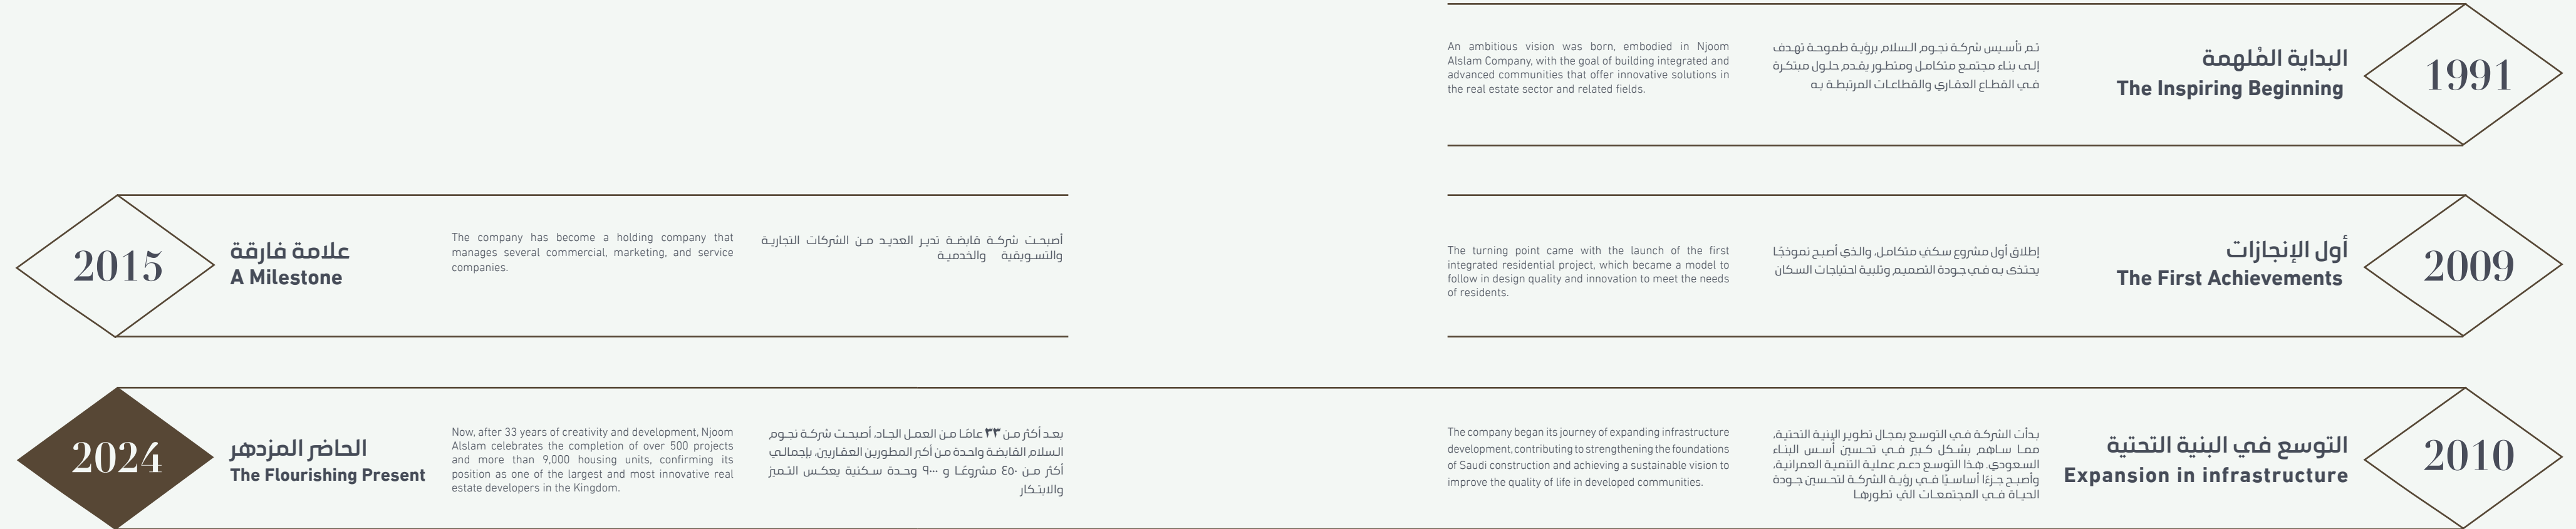 1991
البداية المُلهمة
The Inspiring Beginning
تم تأسيس شركة نجوم السلام برؤية طموحة تهدف
إلى بناء مجتمع متكامل ومتطور يقدم حلول مبتكرة
في القطاع العقاري والقطاعات المرتبطة به
An ambitious vision was born, embodied in Njoom
Alslam Company, with the goal of building integrated and
advanced communities that offer innovative solutions in
the real estate sector and related fields.
2009
أول الإنجازات
The First Achievements
إطلاق أول مشروع سكني متكامل، والذي أصبح نموذجًا
يحتذى به في جودة التصميم وتلبية احتياجات السكان
The turning point came with the launch of the first
integrated residential project, which became a model to
follow in design quality and innovation to meet the needs
of residents.
2010
التوسع في البنية التحتية
Expansion in infrastructure
بدأت الشركة في التوسع بمجال تطوير البنية التحتية،
مما ساهم بشكل كبير في تحسين أسس البناء
السعودي. هذا التوسع دعم عملية التنمية العمرانية،
وأصبح جزءًا أساسيًا في رؤية الشركة لتحسين جودة
الحياة في المجتمعات التي تطورها
The company began its journey of expanding infrastructure
development, contributing to strengthening the foundations
of Saudi construction and achieving a sustainable vision to
improve the quality of life in developed communities.
2015
علامة فارقة
A Milestone
The company has become a holding company that
manages several commercial, marketing, and service
companies.
أصبحت شركة قابضة تدير العديد من الشركات التجارية
والتسويقية والخدمية
2024
الحاضر المزدهر
The Flourishing Present
Now, after 33 years of creativity and development, Njoom
Alslam celebrates the completion of over 500 projects
and more than 9,000 housing units, confirming its
position as one of the largest and most innovative real
estate developers in the Kingdom.
بعد أكثر من ٣٣ عامًا من العمل الجاد، أصبحت شركة نجوم
السلام القابضة واحدة من أكبر المطورين العقاريين، بإجمالي
أكثر من ٤٥٠ مشروعًا و ٩٠٠٠ وحدة سكنية يعكس التميز
والابتكار